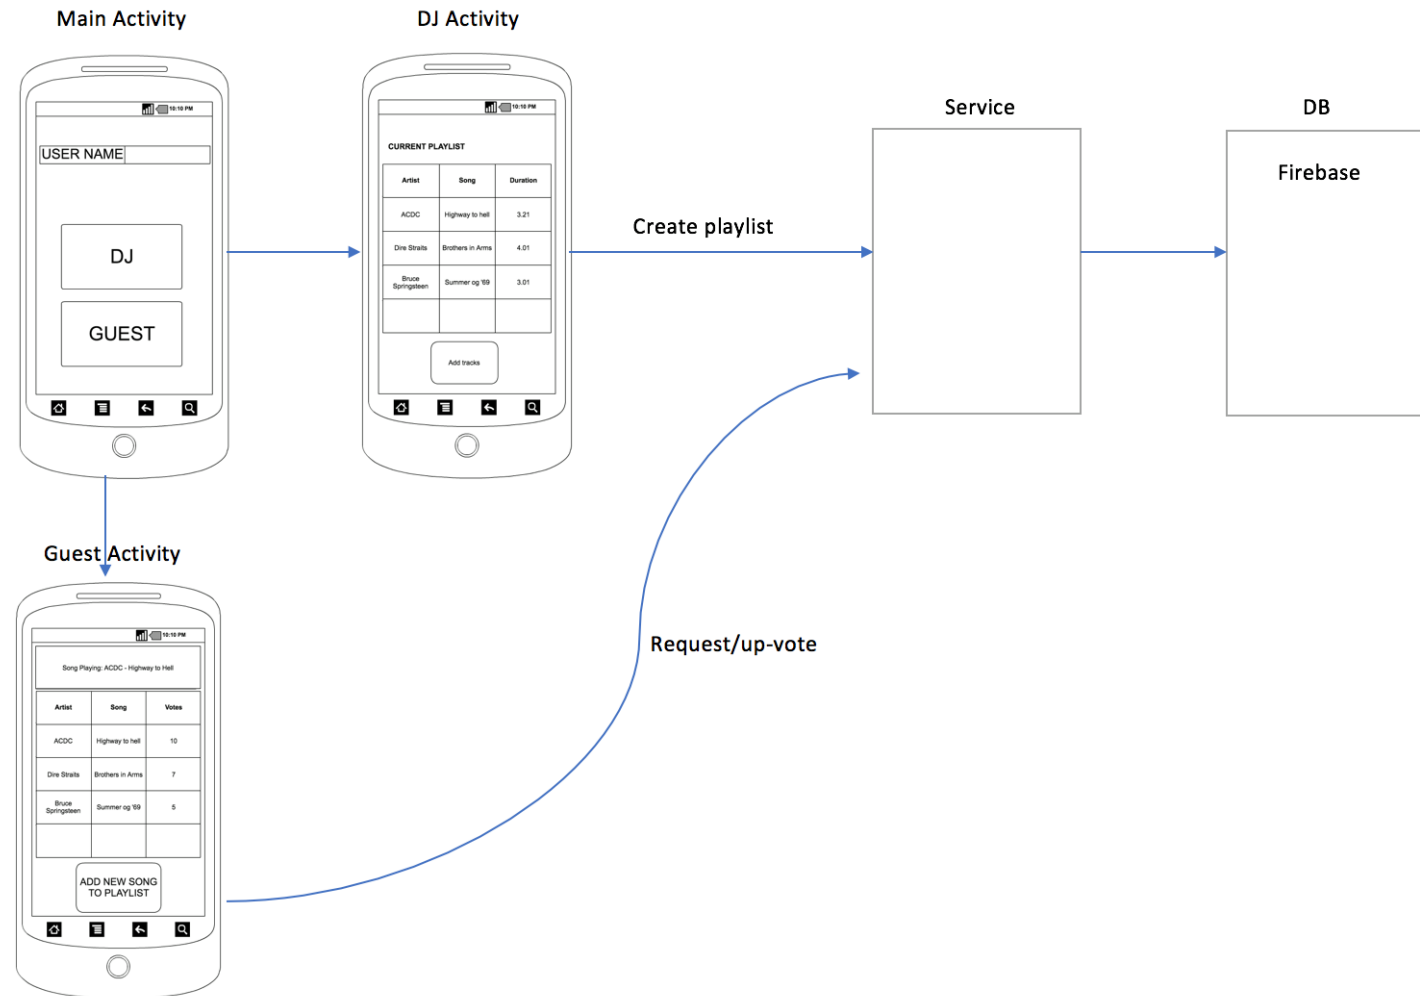 Main Activity
DJ Activity
10:10 PM
USER NAME
DJ
GUEST
10:10 PM
CURRENT PLAYLIST
Artist Song Duration
ACDC Highway to hell 3.21
Dire Straits Brothers in Arms 4.01
Bruce
Springsteen Summer og '69 3.01
Add tracks
Create playlist
Service
DB
Firebase
Guest Activity
10:10 PM
Song Playing: ACDC - Highway to Hell
Artist Song Votes
ACDC Highway to hell 10
Dire Straits Brothers in Arms 7
Bruce
Springsteen Summer og '69 5
ADD NEW SONG
TO PLAYLIST
Request/up-vote